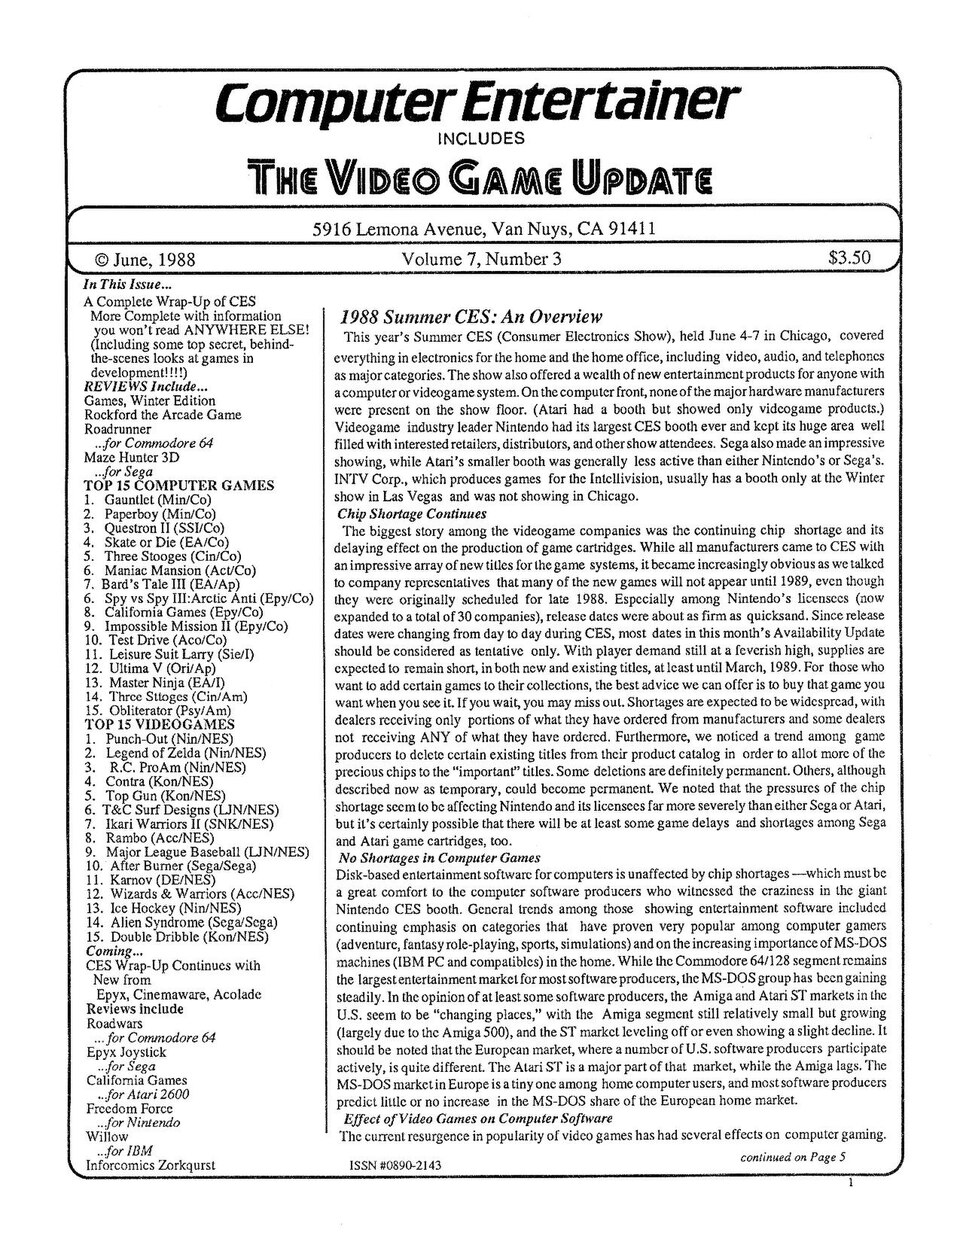 Computer Entertainer
INCLUDES
THE VIDEO GAME UPDATE
5916 Lemona Avenue, Van Nuys, CA 91411
© June, 1988 Volume 7, Number 3 $3.50
In This Issue...
A Complete Wrap-Up of CES
More Complete with information
you won't read ANYWHERE ELSE!
(Including some top secret, behind-
the-scenes looks at games in
development!!!!)
REVIEWS Include...
Games, Winter Edition
Rockford the Arcade Game
Roadrunner
...for Commodore 64
Maze Hunter 3D
...for Sega
TOP 15 COMPUTER GAMES
1. Gauntlet (Min/Co)
2. Paperboy (Min/Co)
3. Questron II (SSI/Co)
4. Skate or Die (EA/Co)
5. Three Stooges (Cin/Co)
6. Maniac Mansion (Act/Co)
7. Bard's Tale III (EA/Ap)
6. Spy vs Spy III:Arctic Anti (Epy/Co)
8. California Games (Epy/Co)
9. Impossible Mission II (Epy/Co)
10. Test Drive (Aco/Co)
11. Leisure Suit Larry (Sie/I)
12. Ultima V (Ori/Ap)
13. Master Ninja (EA/I)
14. Three Sttoges (Cin/Am)
15. Obliterator (Psy/Am)
TOP 15 VIDEOGAMES
1. Punch-Out (Nin/NES)
2. Legend of Zelda (Nin/NES)
3. R.C. ProAm (Nin/NES)
4. Contra (Kon/NES)
5. Top Gun (Kon/NES)
6. T&C Surf Designs (LJN/NES)
7. Ikari Warriors II (SNK/NES)
8. Rambo (Acc/NES)
9. Major League Baseball (LJN/NES)
10. After Burner (Sega/Sega)
11. Karnov (DE/NES)
12. Wizards & Warriors (Acc/NES)
13. Ice Hockey (Nin/NES)
14. Alien Syndrome (Sega/Sega)
15. Double Dribble (Kon/NES)
Coming...
CES Wrap-Up Continues with
New from
Epyx, Cinemaware, Acolade
Reviews include
Roadwars
...for Commodore 64
Epyx Joystick
...for Sega
California Games
...for Atari 2600
Freedom Force
...for Nintendo
Willow
...for IBM
Inforcomics Zorkqurst
1988 Summer CES: An Overview
This year's Summer CES (Consumer Electronics Show), held June 4-7 in Chicago, covered
everything in electronics for the home and the home office, including video, audio, and telephones
as major categories. The show also offered a wealth of new entertainment products for anyone with
a computer or videogame system. On the computer front, none of the major hardware manufacturers
were present on the show floor. (Atari had a booth but showed only videogame products.)
Videogame industry leader Nintendo had its largest CES booth ever and kept its huge area well
filled with interested retailers, distributors, and other show attendees. Sega also made an impressive
showing, while Atari's smaller booth was generally less active than either Nintendo's or Sega's.
INTV Corp., which produces games for the Intellivision, usually has a booth only at the Winter
show in Las Vegas and was not showing in Chicago.
Chip Shortage Continues
The biggest story among the videogame companies was the continuing chip shortage and its
delaying effect on the production of game cartridges. While all manufacturers came to CES with
an impressive array of new titles for the game systems, it became increasingly obvious as we talked
to company representatives that many of the new games will not appear until 1989, even though
they were originally scheduled for late 1988. Especially among Nintendo's licensees (now
expanded to a total of 30 companies), release dates were about as firm as quicksand. Since release
dates were changing from day to day during CES, most dates in this month's Availability Update
should be considered as tentative only. With player demand still at a feverish high, supplies are
expected to remain short, in both new and existing titles, at least until March, 1989. For those who
want to add certain games to their collections, the best advice we can offer is to buy that game you
want when you see it. If you wait, you may miss out. Shortages are expected to be widespread, with
dealers receiving only portions of what they have ordered from manufacturers and some dealers
not receiving ANY of what they have ordered. Furthermore, we noticed a trend among game
producers to delete certain existing titles from their product catalog in order to allot more of the
precious chips to the "important" titles. Some deletions are definitely permanent. Others, although
described now as temporary, could become permanent. We noted that the pressures of the chip
shortage seem to be affecting Nintendo and its licensees far more severely than either Sega or Atari,
but it's certainly possible that there will be at least some game delays and shortages among Sega
and Atari game cartridges, too.
No Shortages in Computer Games
Disk-based entertainment software for computers is unaffected by chip shortages —which must be
a great comfort to the computer software producers who witnessed the craziness in the giant
Nintendo CES booth. General trends among those showing entertainment software included
continuing emphasis on categories that have proven very popular among computer gamers
(adventure, fantasy role-playing, sports, simulations) and on the increasing importance of MS-DOS
machines (IBM PC and compatibles) in the home. While the Commodore 64/128 segment remains
the largest entertainment market for most software producers, the MS-DOS group has been gaining
steadily. In the opinion of at least some software producers, the Amiga and Atari ST markets in the
U.S. seem to be "changing places," with the Amiga segment still relatively small but growing
(largely due to the Amiga 500), and the ST market leveling off or even showing a slight decline. It
should be noted that the European market, where a number of U.S. software producers participate
actively, is quite different. The Atari ST is a major part of that market, while the Amiga lags. The
MS-DOS market in Europe is a tiny one among home computer users, and most software producers
predict little or no increase in the MS-DOS share of the European home market.
Effect of Video Games on Computer Software
The current resurgence in popularity of video games has had several effects on computer gaming.
continued on Page 5
ISSN #0890-2143
1